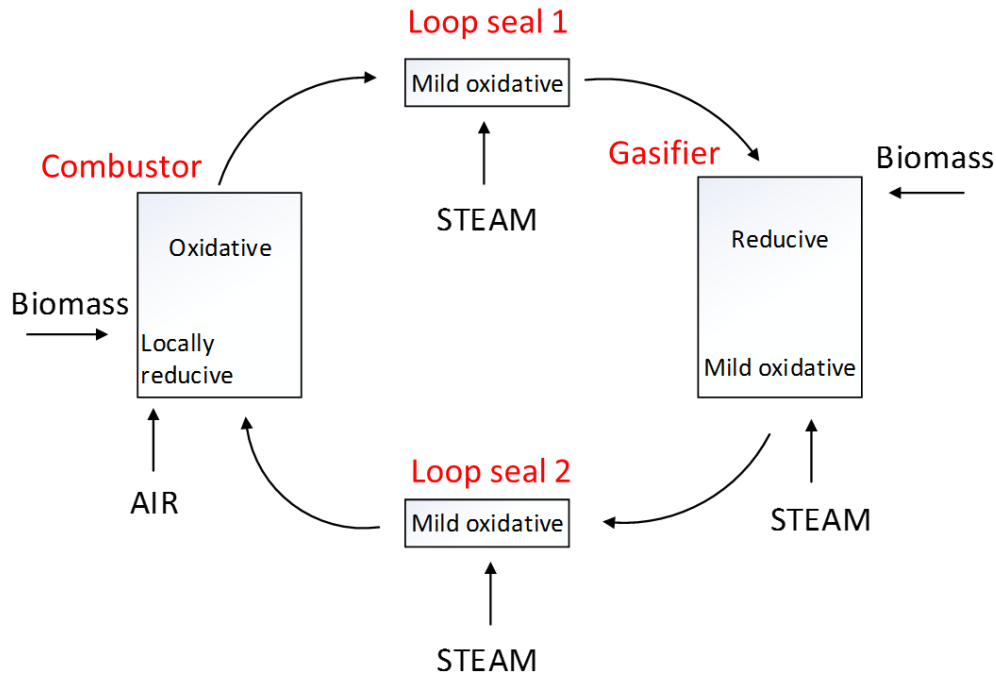 Loop seal 1
Mild oxidative
STEAM
Combustor
Oxidative
Locally
reducive
Biomass
AIR
Gasifier
Biomass
Reducive
Mild oxidative
STEAM
Loop seal 2
Mild oxidative
STEAM